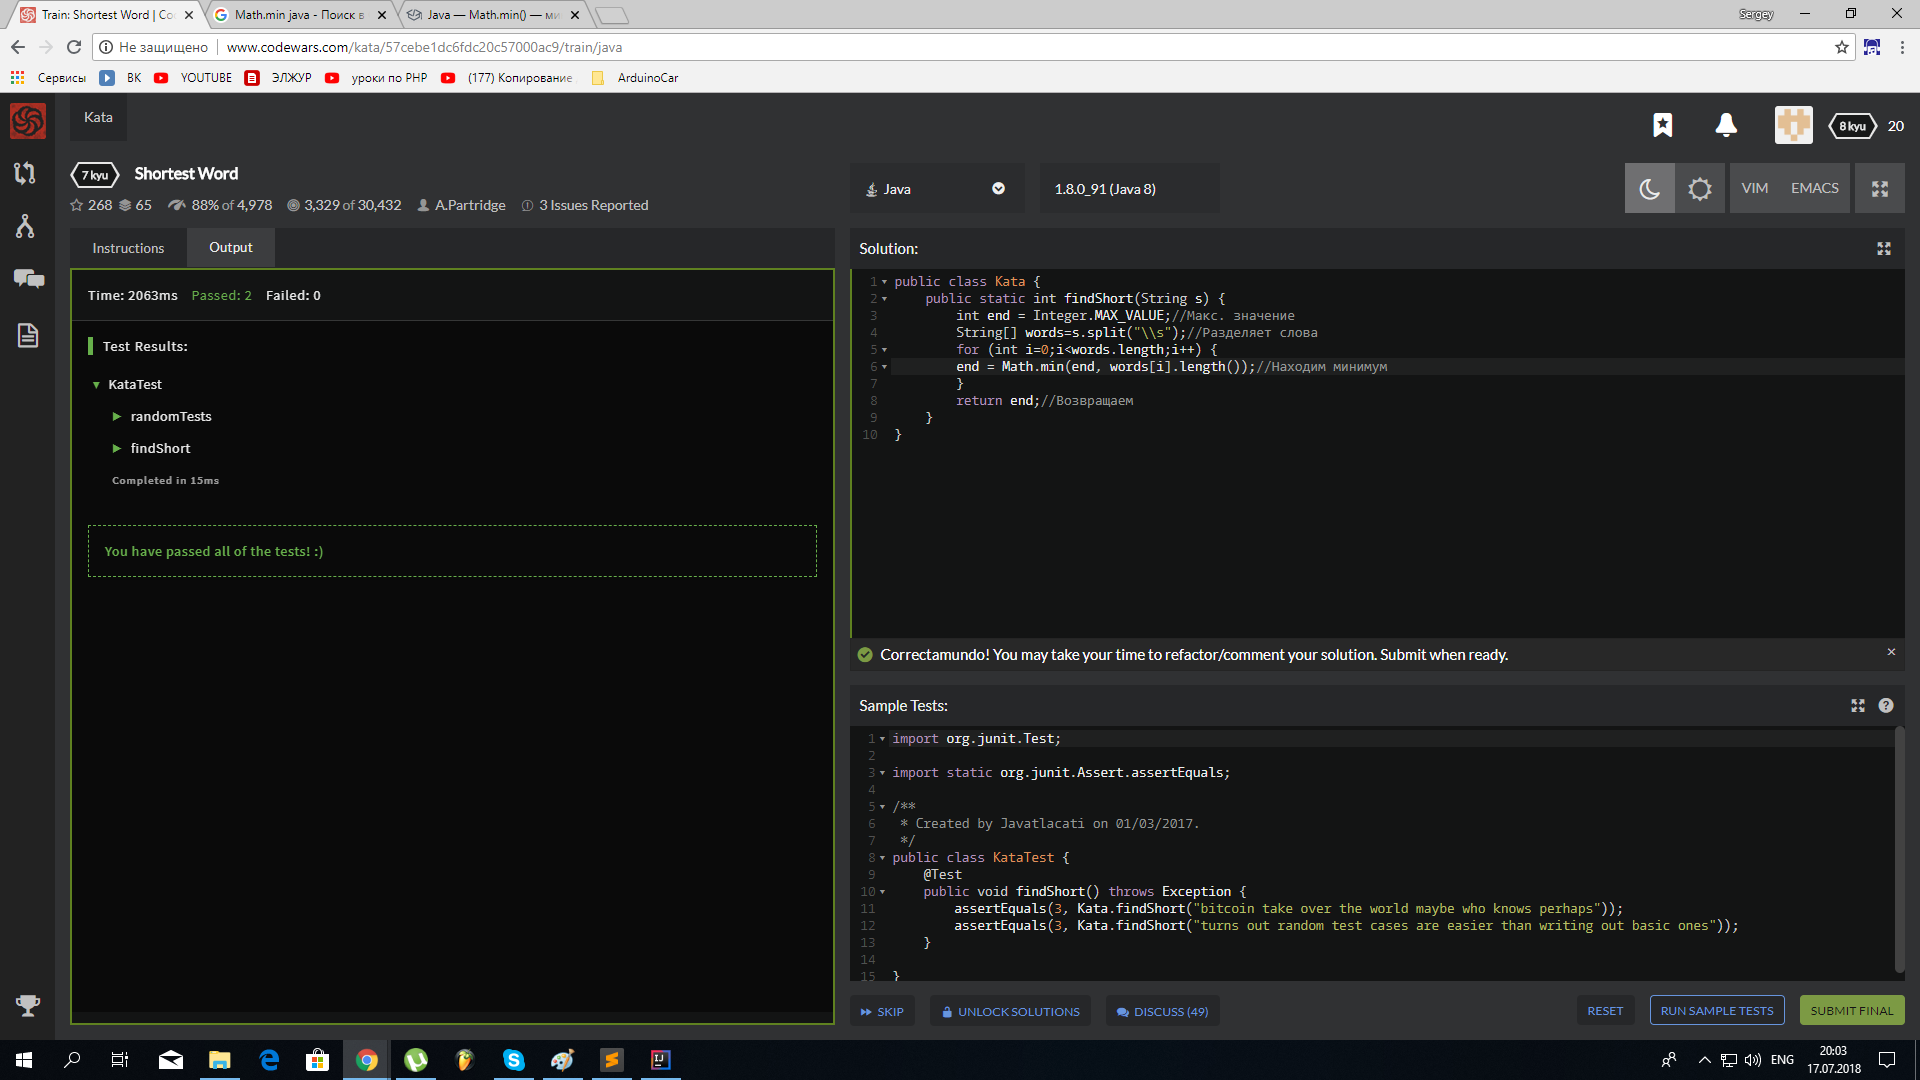 Train: Shortest Word | Co
Math.min java - Поиск в
Java — Math.min() — ми
Sergey
Не защищено
www.codewars.com/kata/57cebe1dc6fdc20c57000ac9/train/java
Сервисы
ВК
YOUTUBE
ЭЛЖУР
уроки по PHP
(177) Копирование
ArduinoCar
Kata
8 kyu
20
7 kyu
Shortest Word
268
65
88% of 4,978
3,329 of 30,432
A.Partridge
3 Issues Reported
Java
1.8.0_91 (Java 8)
VIM
EMACS
Instructions
Output
Time: 2063ms Passed: 2 Failed: 0
Test Results:
KataTest
randomTests
findShort
Completed in 15ms
You have passed all of the tests! :)
Solution:
1 public class Kata {
2 public static int findShort(String s) {
3 int end = Integer.MAX_VALUE;//Макс. значение
4 String[] words=s.split("\\s");//Разделяет слова
5 for (int i=0;i<words.length;i++) {
6 end = Math.min(end, words[i].length());//Находим минимум
7 }
8 return end;//Возвращаем
9 }
10 }
Correctamundo! You may take your time to refactor/comment your solution. Submit when ready.
Sample Tests:
1 import org.junit.Test;
2
3 import static org.junit.Assert.assertEquals;
4
5 /**
6 * Created by Javatlacati on 01/03/2017.
7 */
8 public class KataTest {
9 @Test
10 public void findShort() throws Exception {
11 assertEquals(3, Kata.findShort("bitcoin take over the world maybe who knows perhaps"));
12 assertEquals(3, Kata.findShort("turns out random test cases are easier than writing out basic ones"));
13 }
14
15 }
SKIP
UNLOCK SOLUTIONS
DISCUSS (49)
RESET
RUN SAMPLE TESTS
SUBMIT FINAL
ENG
20:03
17.07.2018